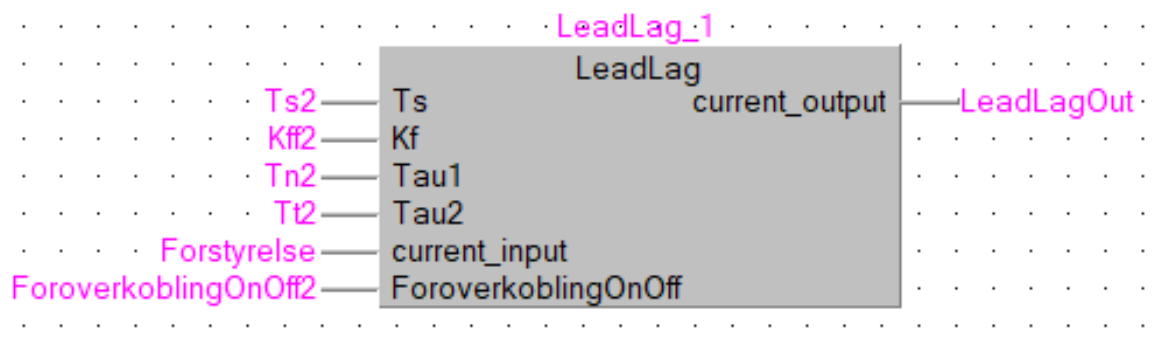 LeadLag_1
LeadLag
Ts2 Ts current_output LeadLagOut
Kff2 Kf
Tn2 Tau1
Tt2 Tau2
Forstyrelse current_input
ForoverkoblingOnOff2 ForoverkoblingOnOff